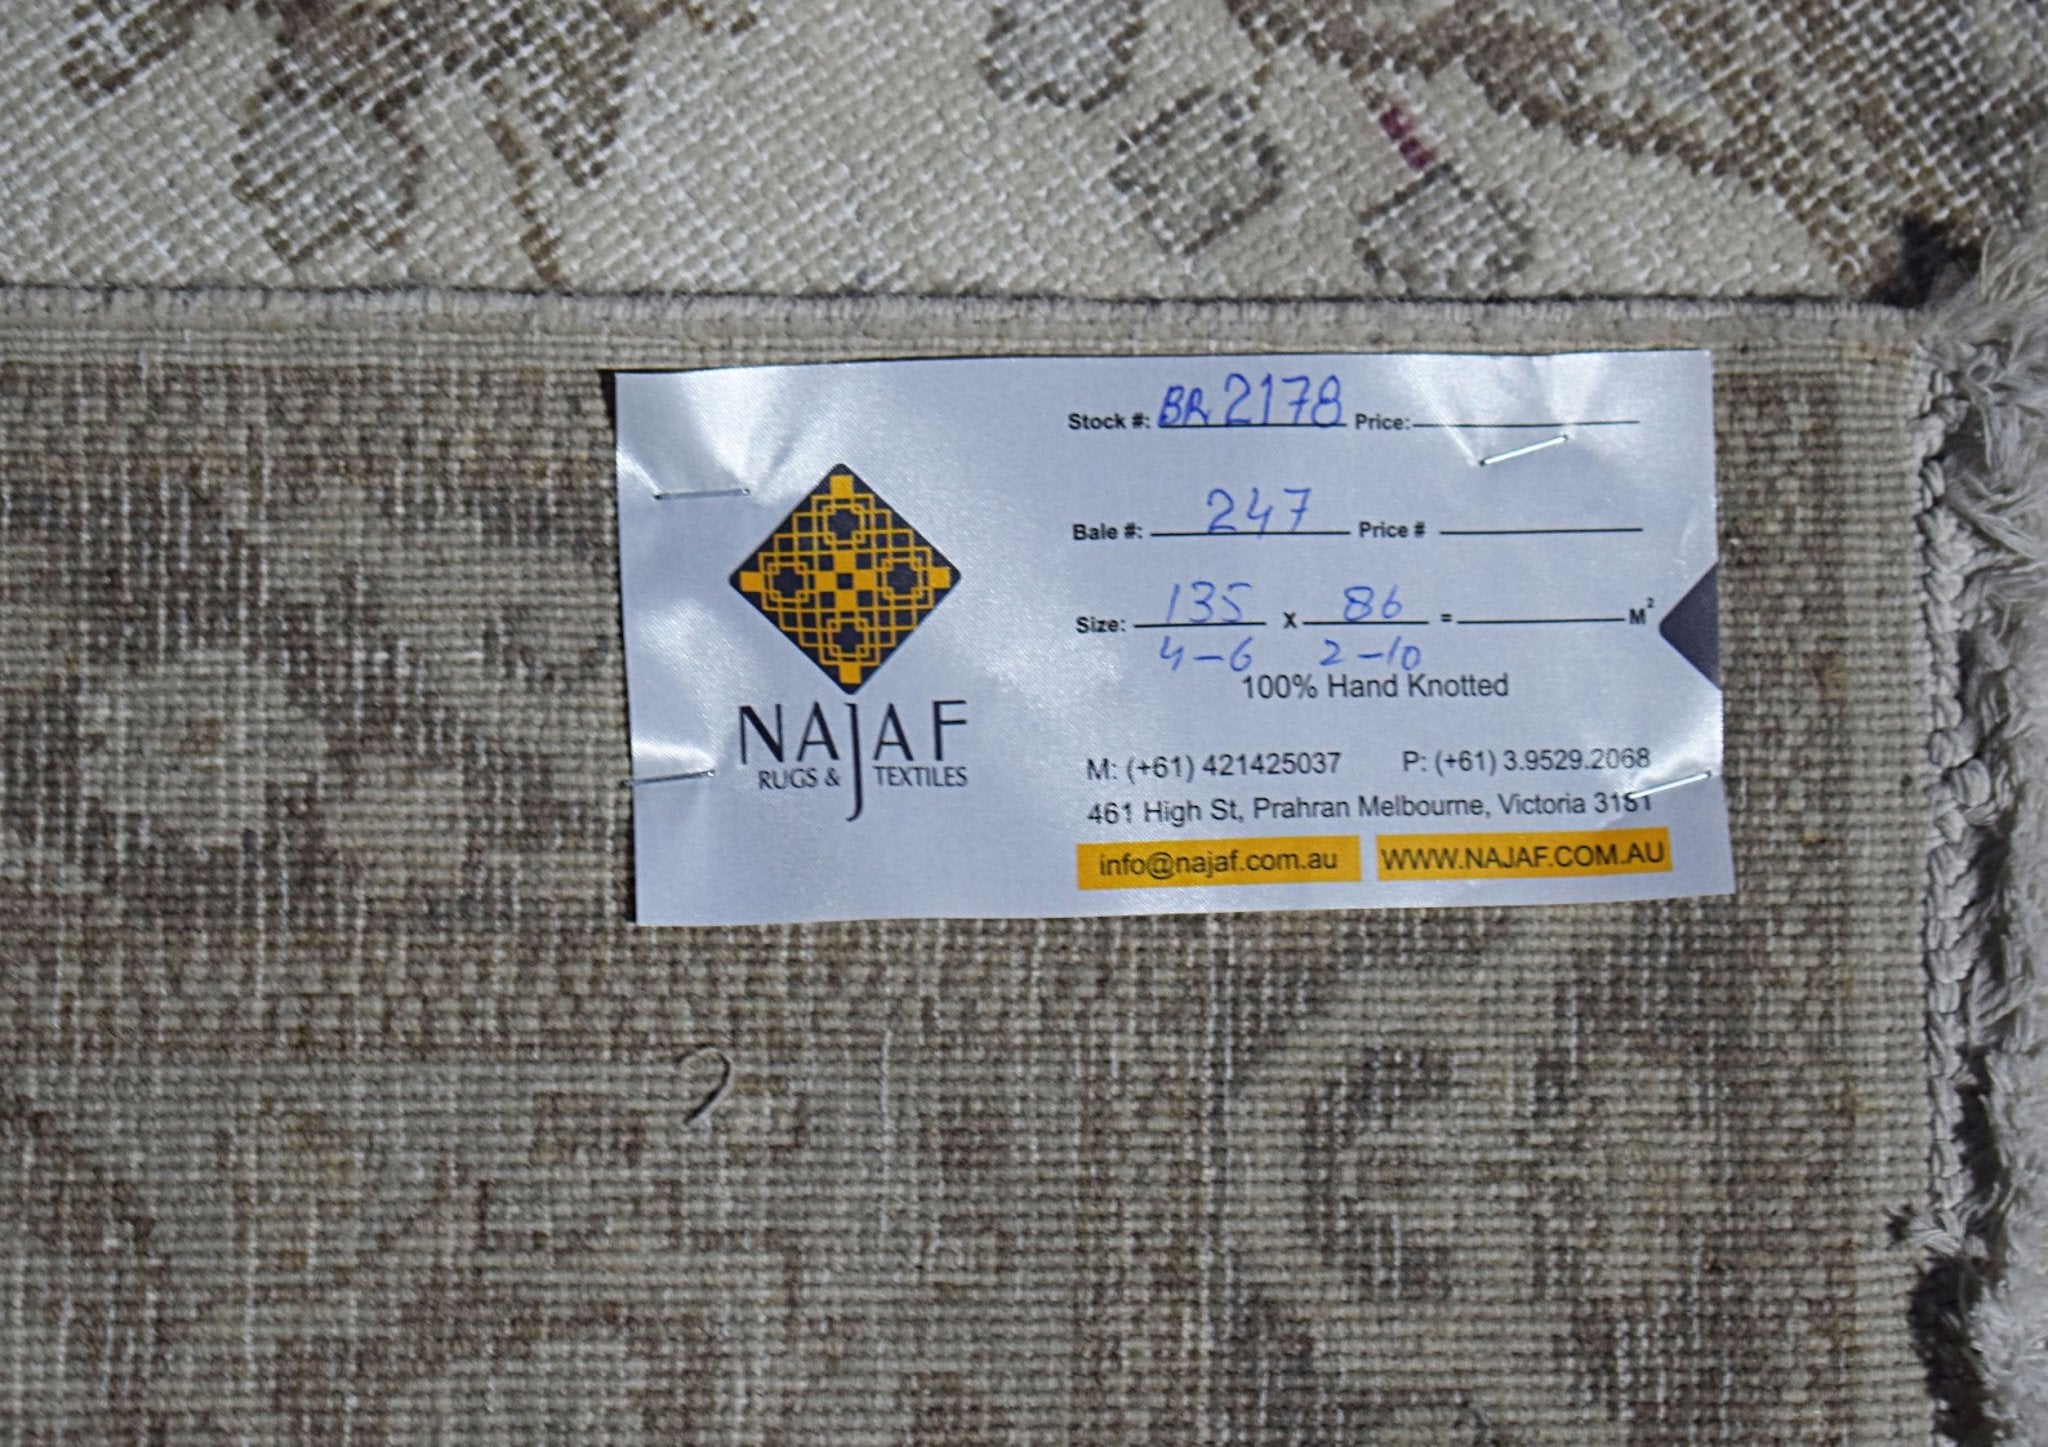 NAJAF
RUGS & TEXTILES
Stock #: BR 2178 Price:
Bale #: 247 Price #
Size: 135 X 86 = M²
4-6 2-10
100% Hand Knotted
M: (+61) 421425037 P: (+61) 3.9529.2068
461 High St, Prahran Melbourne, Victoria 3181
info@najaf.com.au WWW.NAJAF.COM.AU